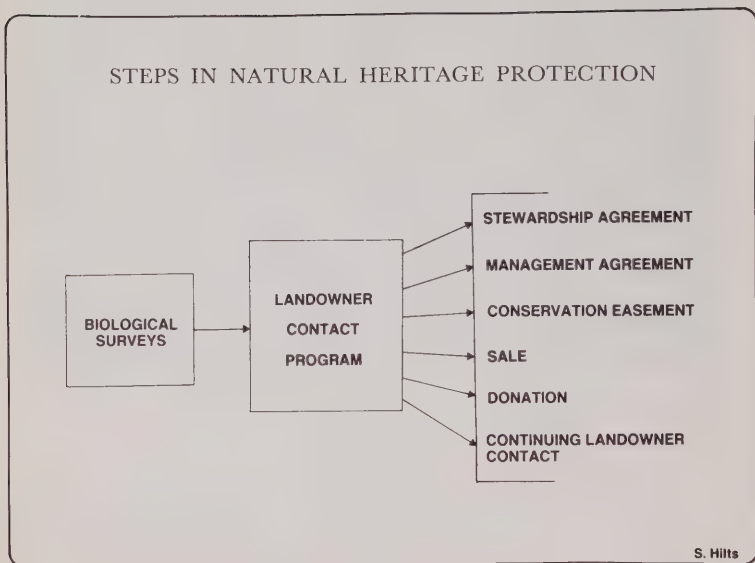 STEPS IN NATURAL HERITAGE PROTECTION
BIOLOGICAL
SURVEYS
LANDOWNER
CONTACT
PROGRAM
STEWARDSHIP AGREEMENT
MANAGEMENT AGREEMENT
CONSERVATION EASEMENT
SALE
DONATION
CONTINUING LANDOWNER
CONTACT
S. Hilts